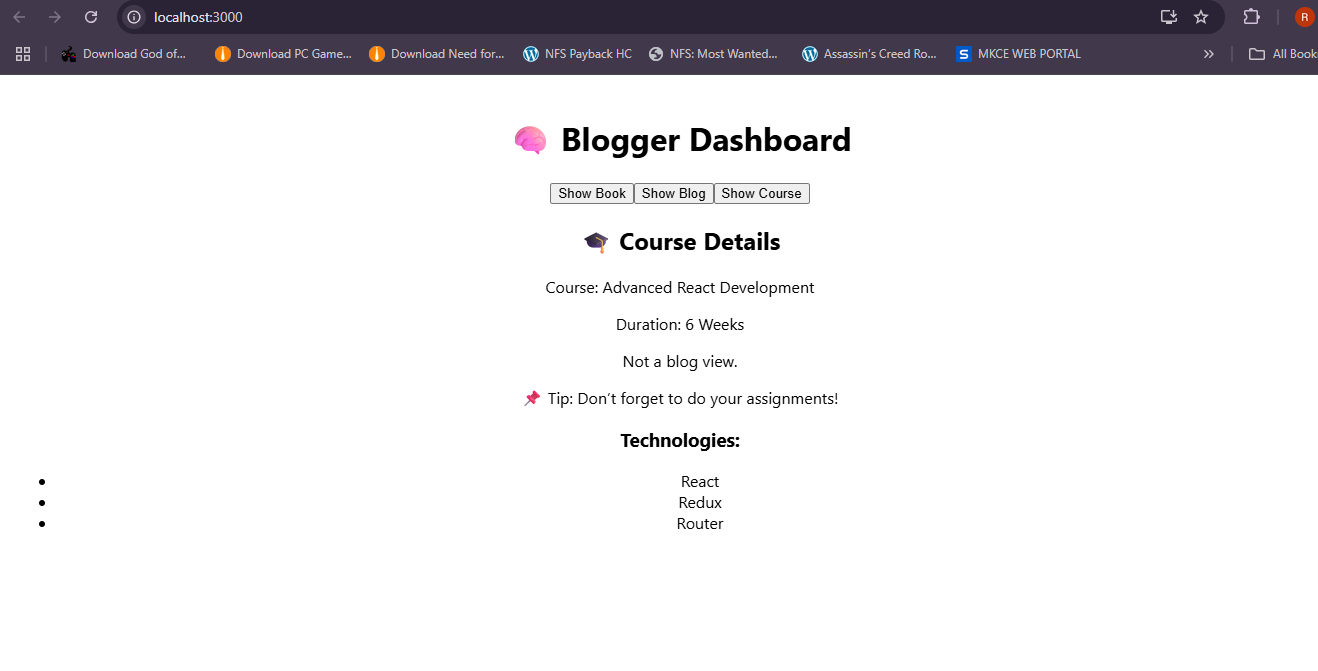 localhost:3000
R
Download God of... Download PC Game... Download Need for... NFS Payback HC NFS: Most Wanted... Assassin's Creed Ro... MKCE WEB PORTAL » All Book
🧠 Blogger Dashboard
Show Book Show Blog Show Course
🎓 Course Details
Course: Advanced React Development
Duration: 6 Weeks
Not a blog view.
📌 Tip: Don’t forget to do your assignments!
Technologies:
• React
• Redux
• Router